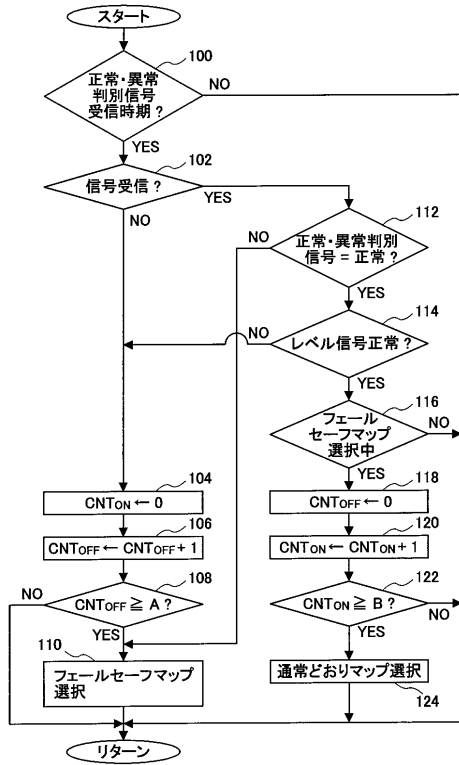 スタート
100
正常・異常
判別信号
受信時期?
NO
YES
102
信号受信?
YES
NO
112
正常・異常判別
信号=正常?
NO
YES
114
レベル信号正常?
NO
YES
116
フェール
セーフマップ
選択中
NO
YES
104
CNTON←0
118
CNTOFF←0
106
CNTOFF←CNTOFF+1
120
CNTON←CNTON+1
108
CNTOFF≧A?
NO
YES
122
CNTON≧B?
NO
YES
110
フェールセーフマップ
選択
通常どおりマップ選択
124
リターン